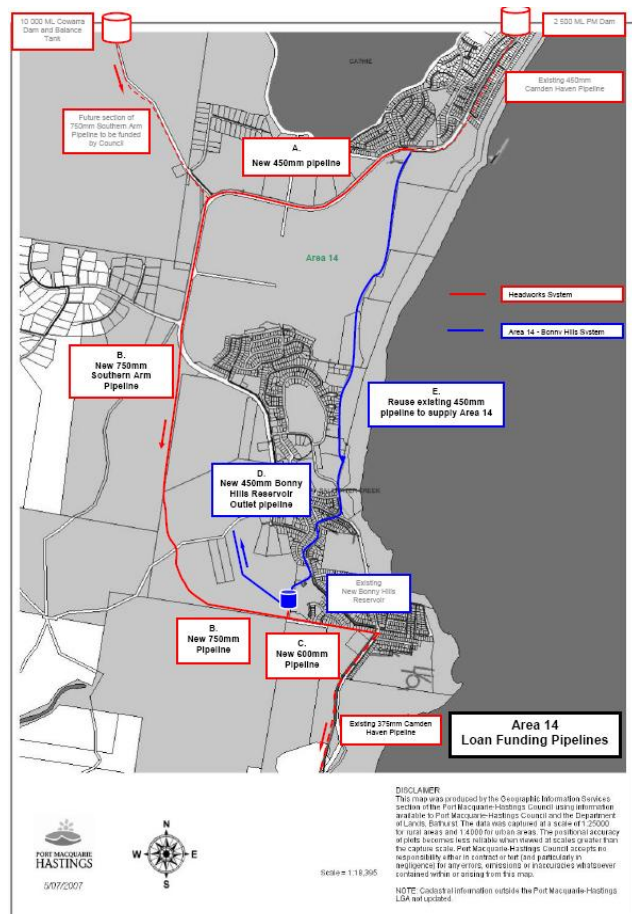 10 000 ML Cowarra
Dam and Balance
Tank
2 500 ML PM Dam
CATHIE
Existing 450mm
Camden Haven Pipeline
Future section of
750mm Southern Arm
Pipeline to be funded
by Council
A.
New 450mm pipeline
Area 14
Headworks System
Area 14 - Bonny Hills System
B.
New 750mm
Southern Arm
Pipeline
E.
Reuse existing 450mm
pipeline to supply Area 14
D.
New 450mm Bonny
Hills Reservoir
Outlet pipeline
CREEK
Existing
New Bonny Hills
Reservoir
B.
New 750mm
Pipeline
C.
New 600mm
Pipeline
Existing 375mm Camden
Haven Pipeline
Area 14
Loan Funding Pipelines
PORT MACQUARIE
HASTINGS
5/07/2007
N
W E
S
Scale = 1:18,395
DISCLAIMER
This map was produced by the Geographic Information Services
section of the Port Macquarie-Hastings Council using information
available to Port Macquarie-Hastings Council and the Department
of Lands, Bathurst. The data was captured at a scale of 1:25000
for rural areas and 1:4000 for urban areas. The positional accuracy
of plots becomes less reliable when viewed at scales greater than
the capture scale. Port Macquarie-Hastings Council accepts no
responsibility either in contract or tort (and particularly in
negligence) for any errors, omissions or inaccuracies whatsoever
contained within or arising from this map.
NOTE: Cadastral information outside the Port Macquarie-Hastings
LGA not updated.